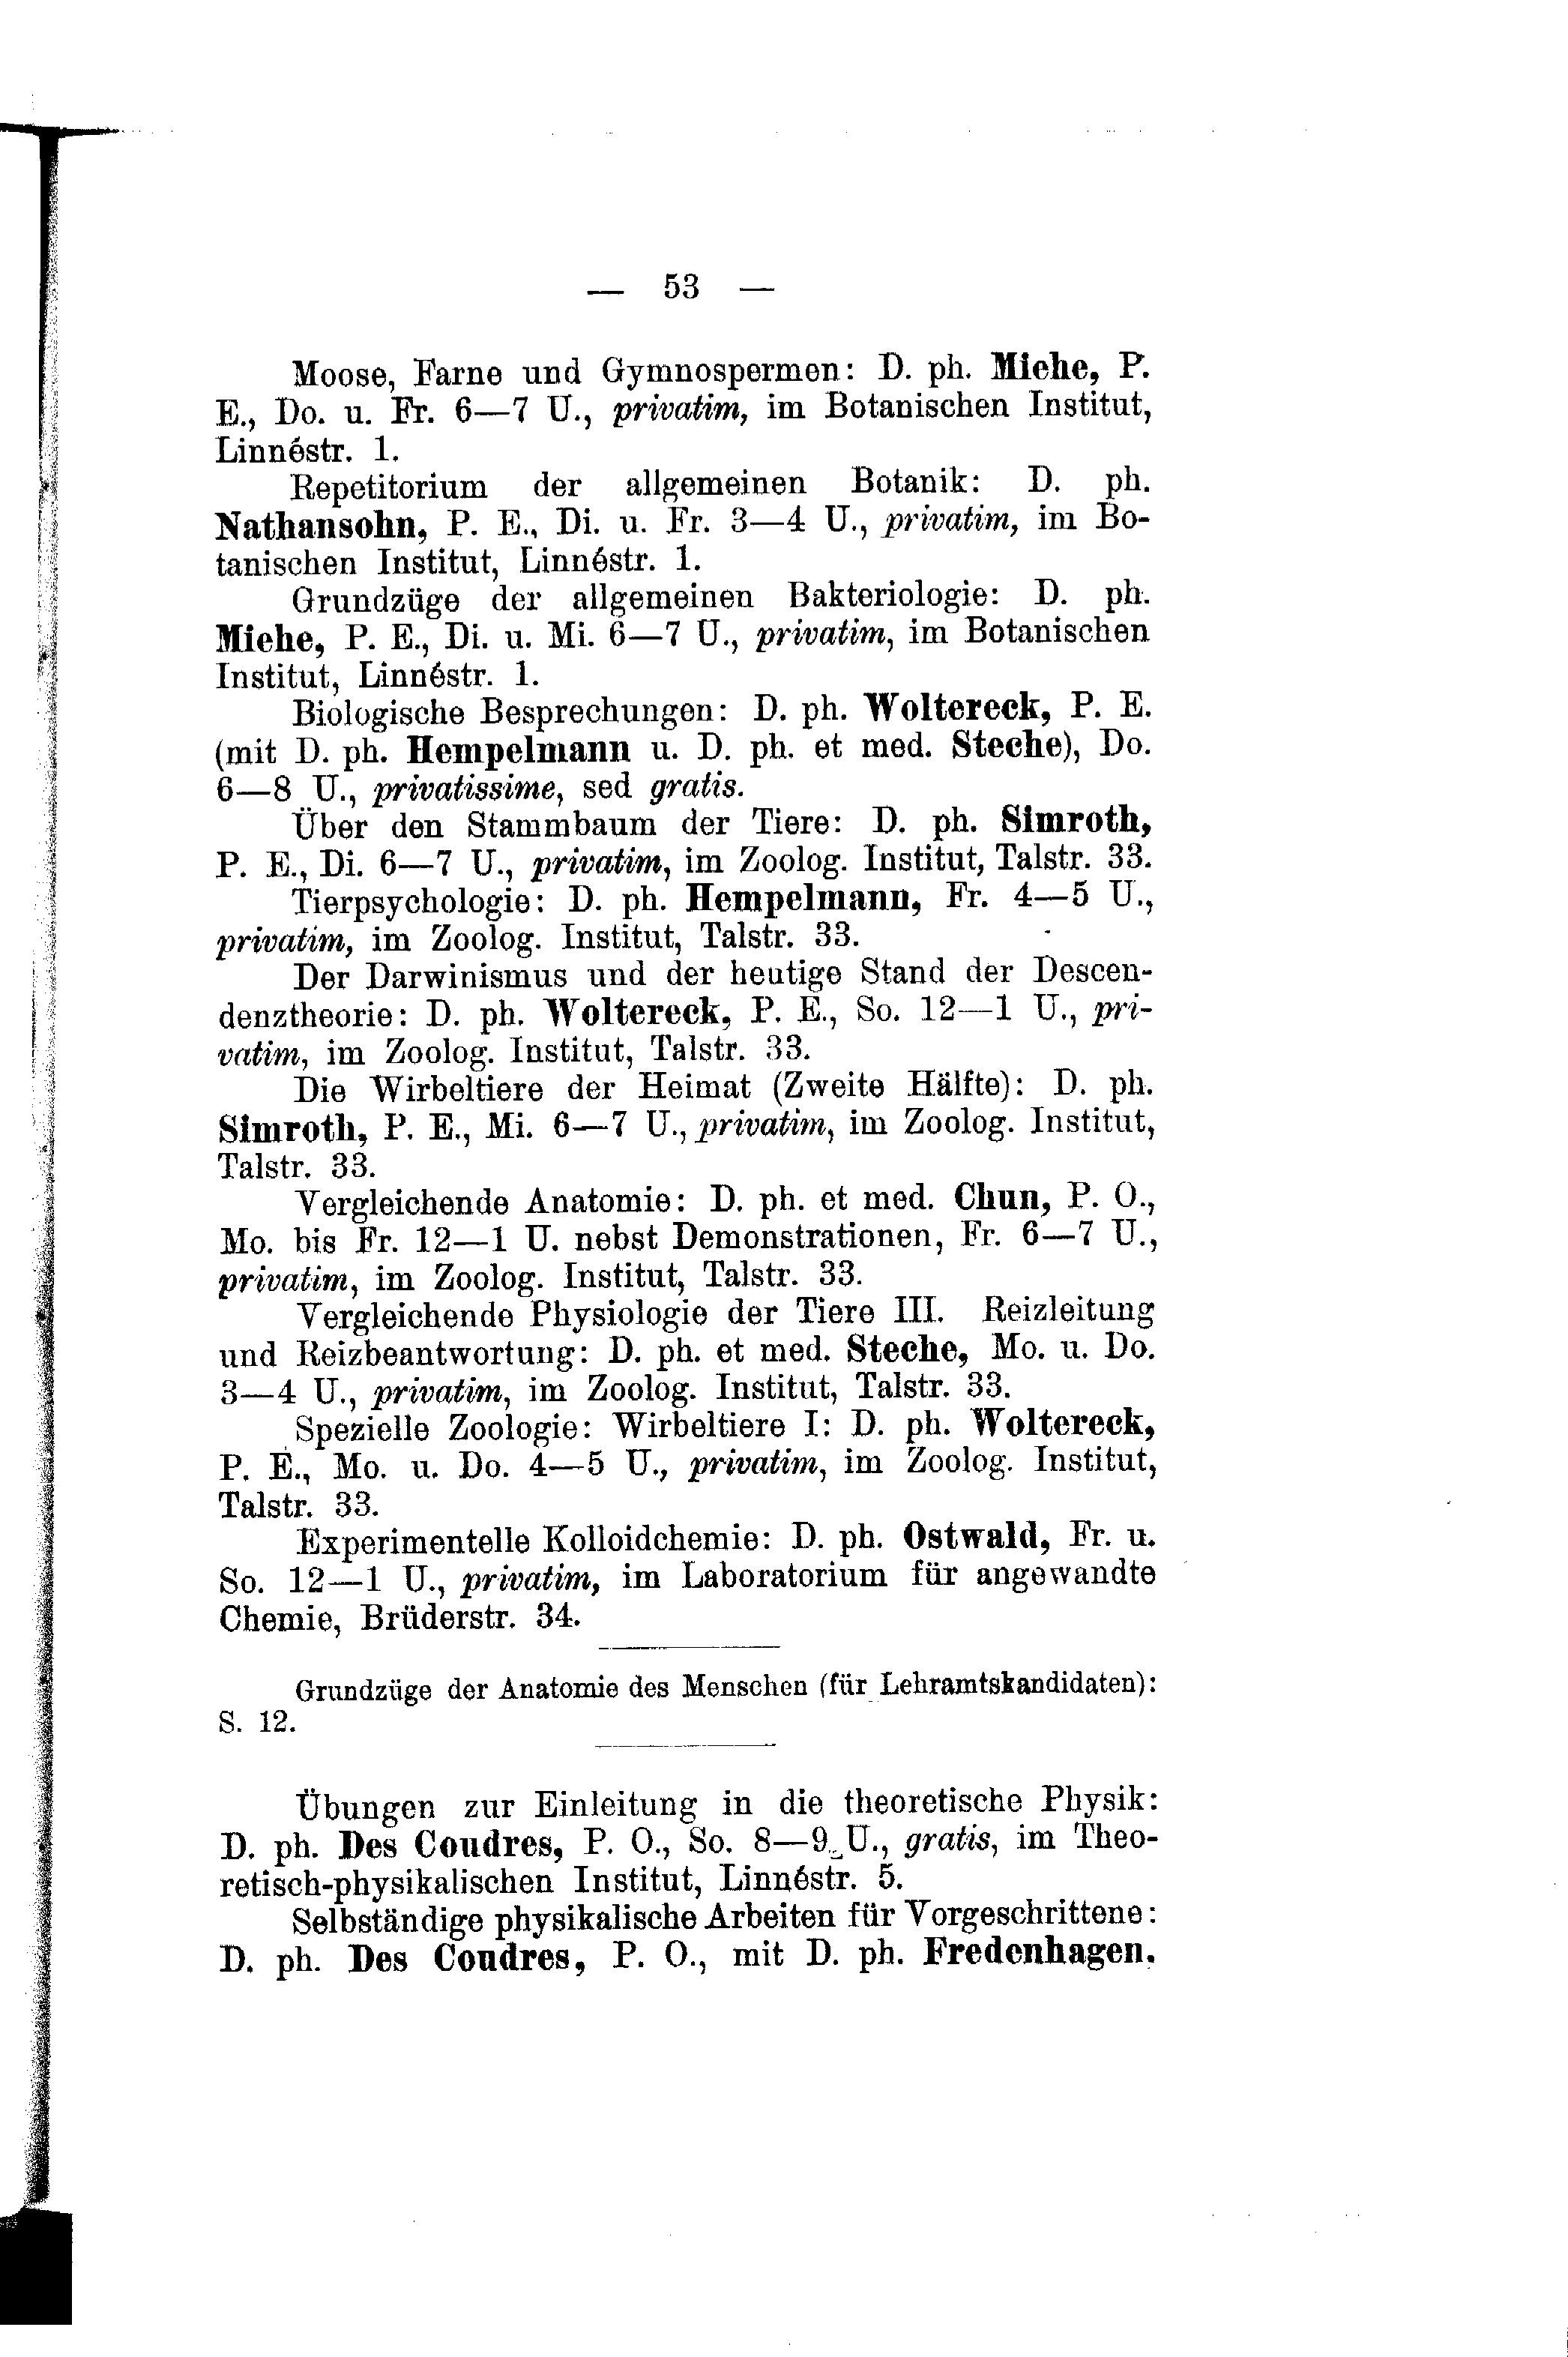 — 53 —
Moose, Farne und Gymnospermen: D. ph. Miehe, P.
E., Do. u. Fr. 6—7 U., privatim, im Botanischen Institut,
Linnéstr. 1.
Repetitorium der allgemeinen Botanik: D. ph.
Nathansohn, P. E., Di. u. Fr. 3—4 U., privatim, im Bo-
tanischen Institut, Linnéstr. 1.
Grundzüge der allgemeinen Bakteriologie: D. ph.
Miehe, P. E., Di. u. Mi. 6—7 U., privatim, im Botanischen
Institut, Linnéstr. 1.
Biologische Besprechungen: D. ph. Woltereck, P. E.
(mit D. ph. Hempelmann u. D. ph. et med. Steche), Do.
6—8 U., privatissime, sed gratis.
Über den Stammbaum der Tiere: D. ph. Simroth,
P. E., Di. 6—7 U., privatim, im Zoolog. Institut, Talstr. 33.
Tierpsychologie: D. ph. Hempelmann, Fr. 4—5 U.,
privatim, im Zoolog. Institut, Talstr. 33.
Der Darwinismus und der heutige Stand der Descen-
denztheorie: D. ph. Woltereck, P. E., So. 12—1 U., pri-
vatim, im Zoolog. Institut, Talstr. 33.
Die Wirbeltiere der Heimat (Zweite Hälfte): D. ph.
Simroth, P. E., Mi. 6—7 U., privatim, im Zoolog. Institut,
Talstr. 33.
Vergleichende Anatomie: D. ph. et med. Chun, P. O.,
Mo. bis Fr. 12—1 U. nebst Demonstrationen, Fr. 6—7 U.,
privatim, im Zoolog. Institut, Talstr. 33.
Vergleichende Physiologie der Tiere III. Reizleitung
und Reizbeantwortung: D. ph. et med. Steche, Mo. u. Do.
3—4 U., privatim, im Zoolog. Institut, Talstr. 33.
Spezielle Zoologie: Wirbeltiere I: D. ph. Woltereck,
P. E., Mo. u. Do. 4—5 U., privatim, im Zoolog. Institut,
Talstr. 33.
Experimentelle Kolloidchemie: D. ph. Ostwald, Fr. u.
So. 12—1 U., privatim, im Laboratorium für angewandte
Chemie, Brüderstr. 34.
Grundzüge der Anatomie des Menschen (für Lehramtskandidaten):
S. 12.
Übungen zur Einleitung in die theoretische Physik:
D. ph. Des Coudres, P. O., So. 8—9 U., gratis, im Theo-
retisch-physikalischen Institut, Linnéstr. 5.
Selbständige physikalische Arbeiten für Vorgeschrittene:
D. ph. Des Coudres, P. O., mit D. ph. Fredenhagen.